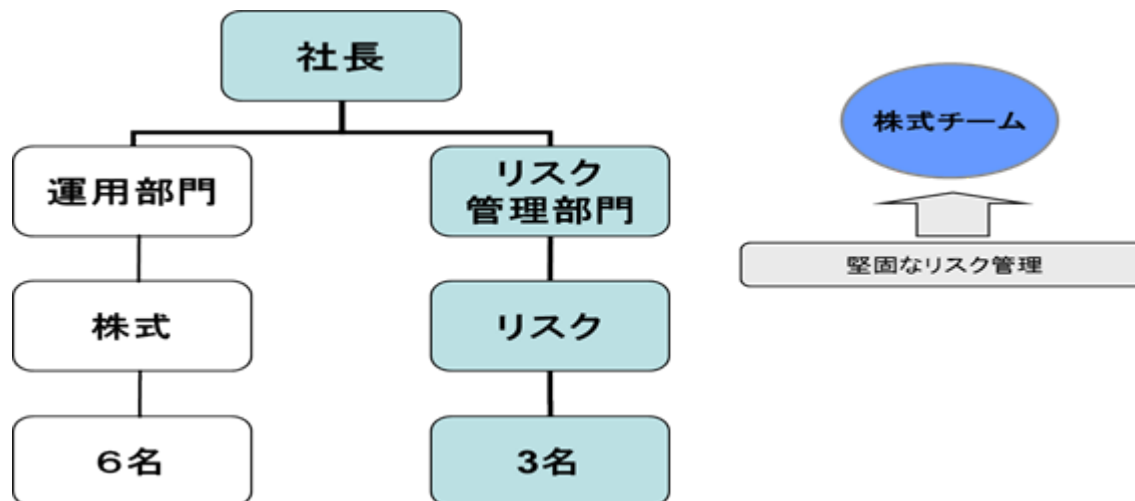 社長
運用部門
リスク
管理部門
株式
リスク
６名
3名
株式チーム
堅固なリスク管理